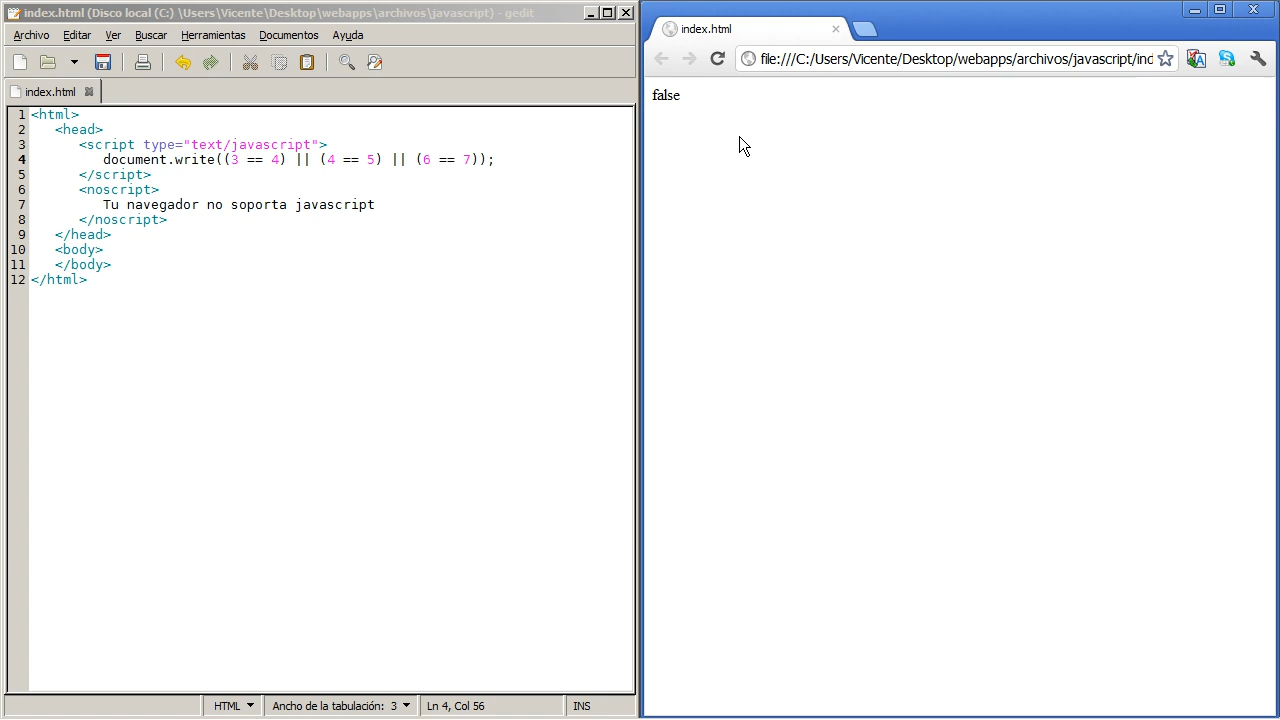 index.html (Disco local (C:) \Users\Vicente\Desktop\webapps\archivos\javascript) - gedit
Archivo Editar Ver Buscar Herramientas Documentos Ayuda
index.html
1 <html>
2 <head>
3 <script type="text/javascript">
4 document.write((3 == 4) || (4 == 5) || (6 == 7));
5 </script>
6 <noscript>
7 Tu navegador no soporta javascript
8 </noscript>
9 </head>
10 <body>
11 </body>
12 </html>
HTML Ancho de la tabulación: 3 Ln 4, Col 56 INS
index.html
file:///C:/Users/Vicente/Desktop/webapps/archivos/javascript/ind
false